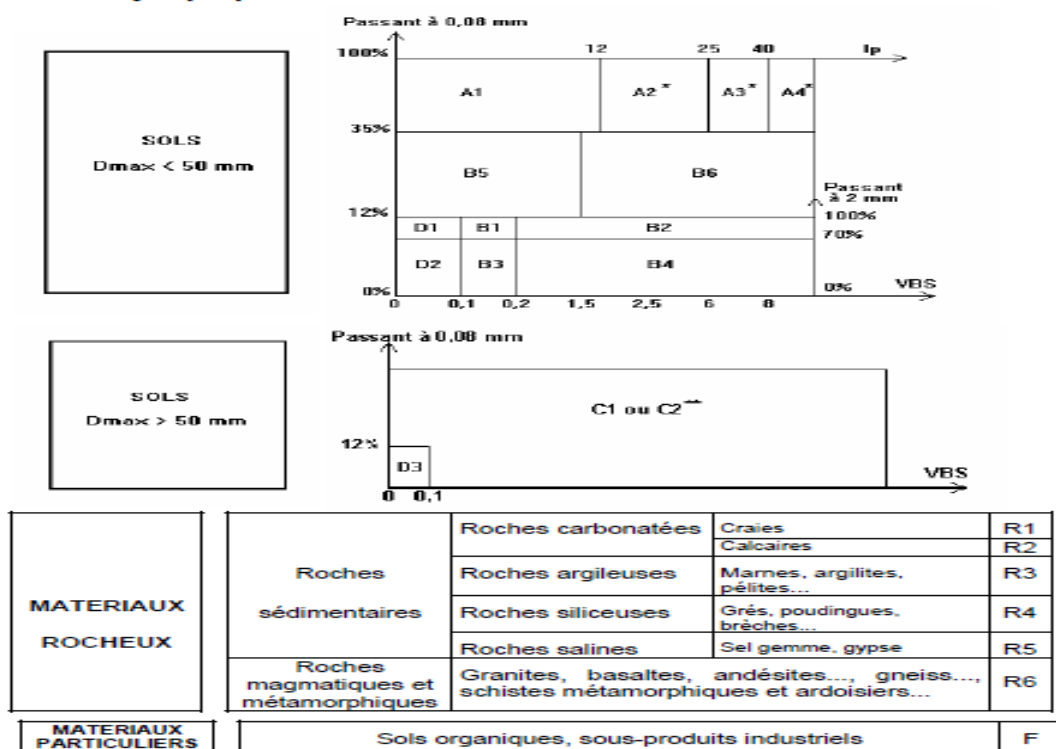 Passant à 0,08 mm
100%
12 25 40 Ip
A1 A2* A3* A4*
35%
SOLS
Dmax < 50 mm
B5 B6
Passant
à 2 mm
12%
100%
D1 B1 B2
70%
D2 B3 B4
0%
0%
VBS
0 0,1 0,2 1,5 2,5 6 8
Passant à 0,08 mm
SOLS
Dmax > 50 mm
C1 ou C2**
12%
D3
VBS
0 0,1
MATERIAUX
ROCHEUX
Roches
sédimentaires
Roches carbonatées
Craies
R1
Calcaires
R2
Roches argileuses
Marnes, argilites,
pélites...
R3
Roches siliceuses
Grés, poudingues,
brèches...
R4
Roches salines
Sel gemme, gypse
R5
Roches
magmatiques et
métamorphiques
Granites, basaltes, andésites..., gneiss...,
schistes métamorphiques et ardoisiers...
R6
MATERIAUX
PARTICULIERS
Sols organiques, sous-produits industriels
F